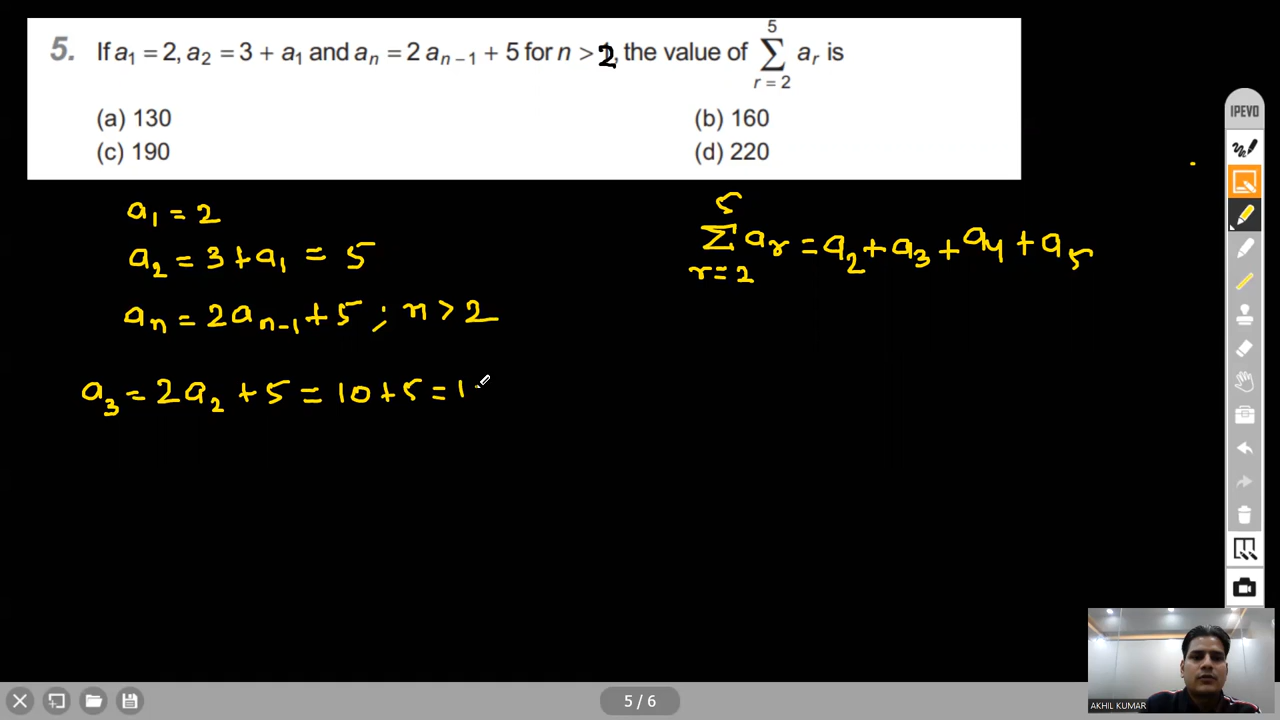 5. If a₁ = 2, a₂ = 3 + a₁ and aₙ = 2 aₙ₋₁ + 5 for n > 2, the value of 5∑r = 2 aᵣ is
(a) 130 (b) 160
(c) 190 (d) 220
a₁ = 2
a₂ = 3 + a₁ = 5
aₙ = 2aₙ₋₁ + 5 ; n > 2
a₃ = 2a₂ + 5 = 10 + 5 = 1
5∑r=2 aᵣ = a₂ + a₃ + a₄ + a₅
IPEVO
5 / 6
AKHIL KUMAR